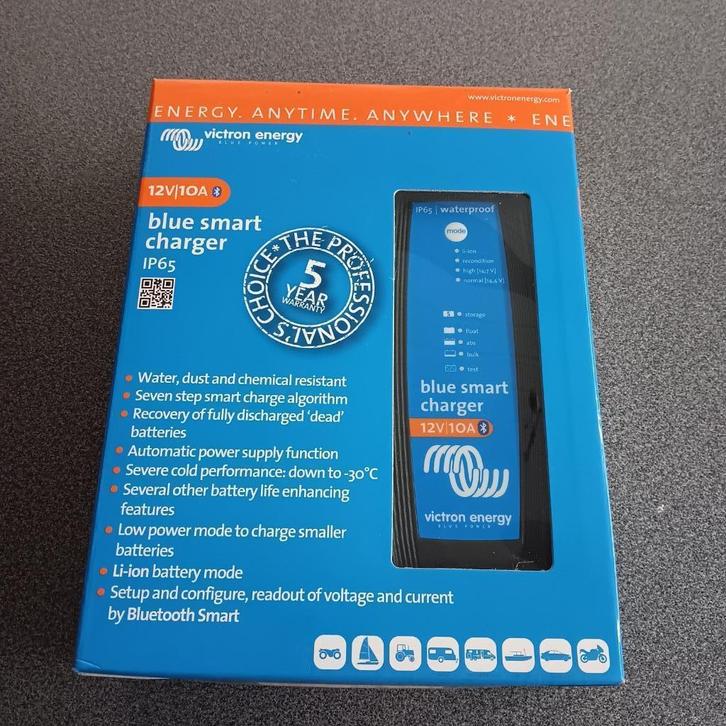 www.victronenergy.com
ENERGY. ANYTIME. ANYWHERE * ENE
victron energy
BLUE POWER
12V|10A
blue smart
charger
IP65
THE PROFESSIONAL'S CHOICE *
5
YEAR
WARRANTY
Water, dust and chemical resistant
Seven step smart charge algorithm
Recovery of fully discharged 'dead'
batteries
Automatic power supply function
Severe cold performance: down to -30°C
Several other battery life enhancing
features
Low power mode to charge smaller
batteries
Li-ion battery mode
Setup and configure, readout of voltage and current
by Bluetooth Smart
IP65 | waterproof
mode
li-ion
recondition
high [14,7 V]
normal [14,4 V]
storage
float
abs
bulk
test
blue smart
charger
12V|10A
victron energy
BLUE POWER